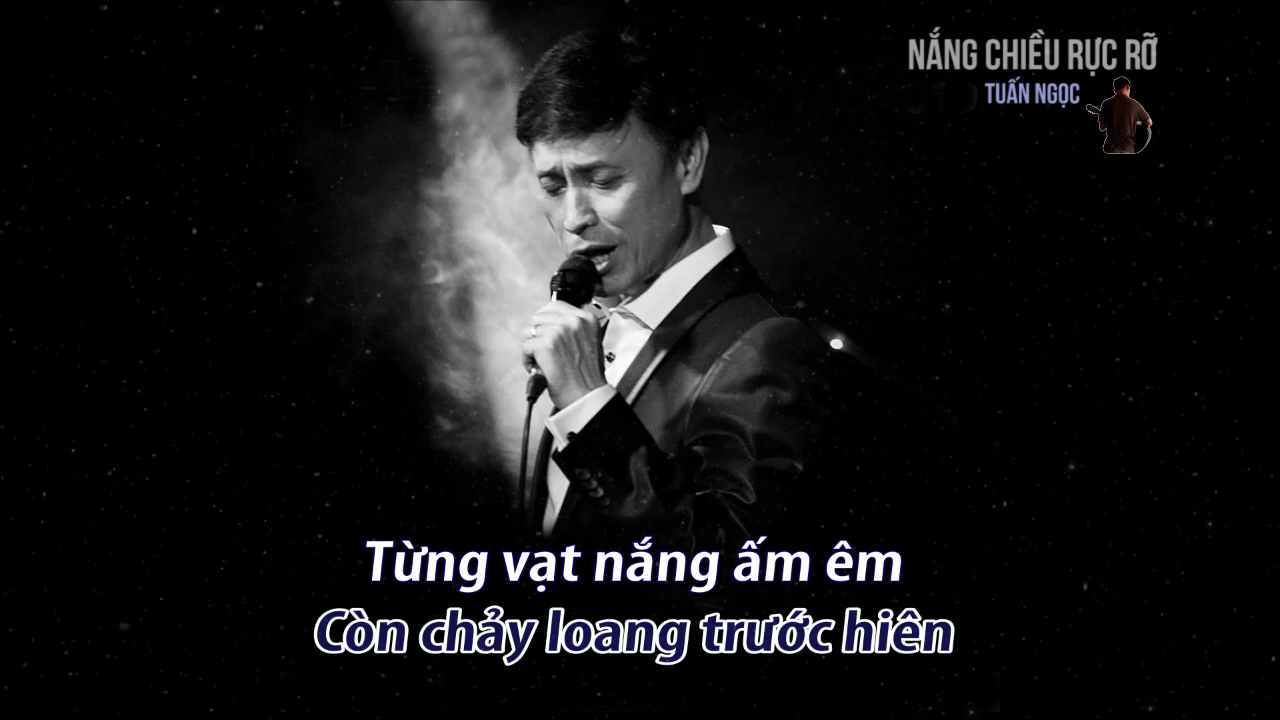 NẮNG CHIỀU RỰC RỠ
TUẤN NGỌC
Từng vạt nắng ấm êm
Còn chảy loang trước hiên